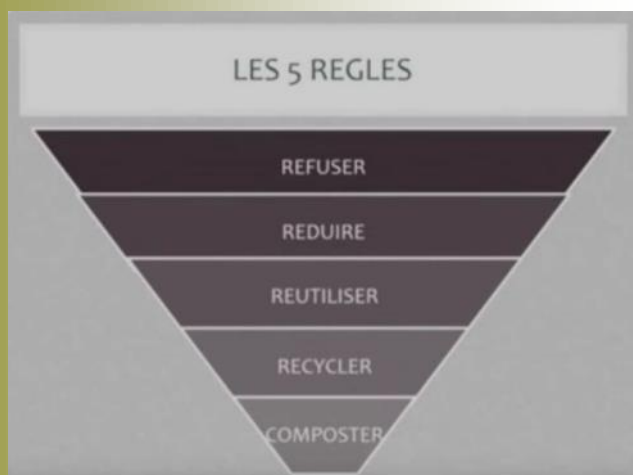 LES 5 REGLES
REFUSER
REDUIRE
REUTILISER
RECYCLER
COMPOSTER